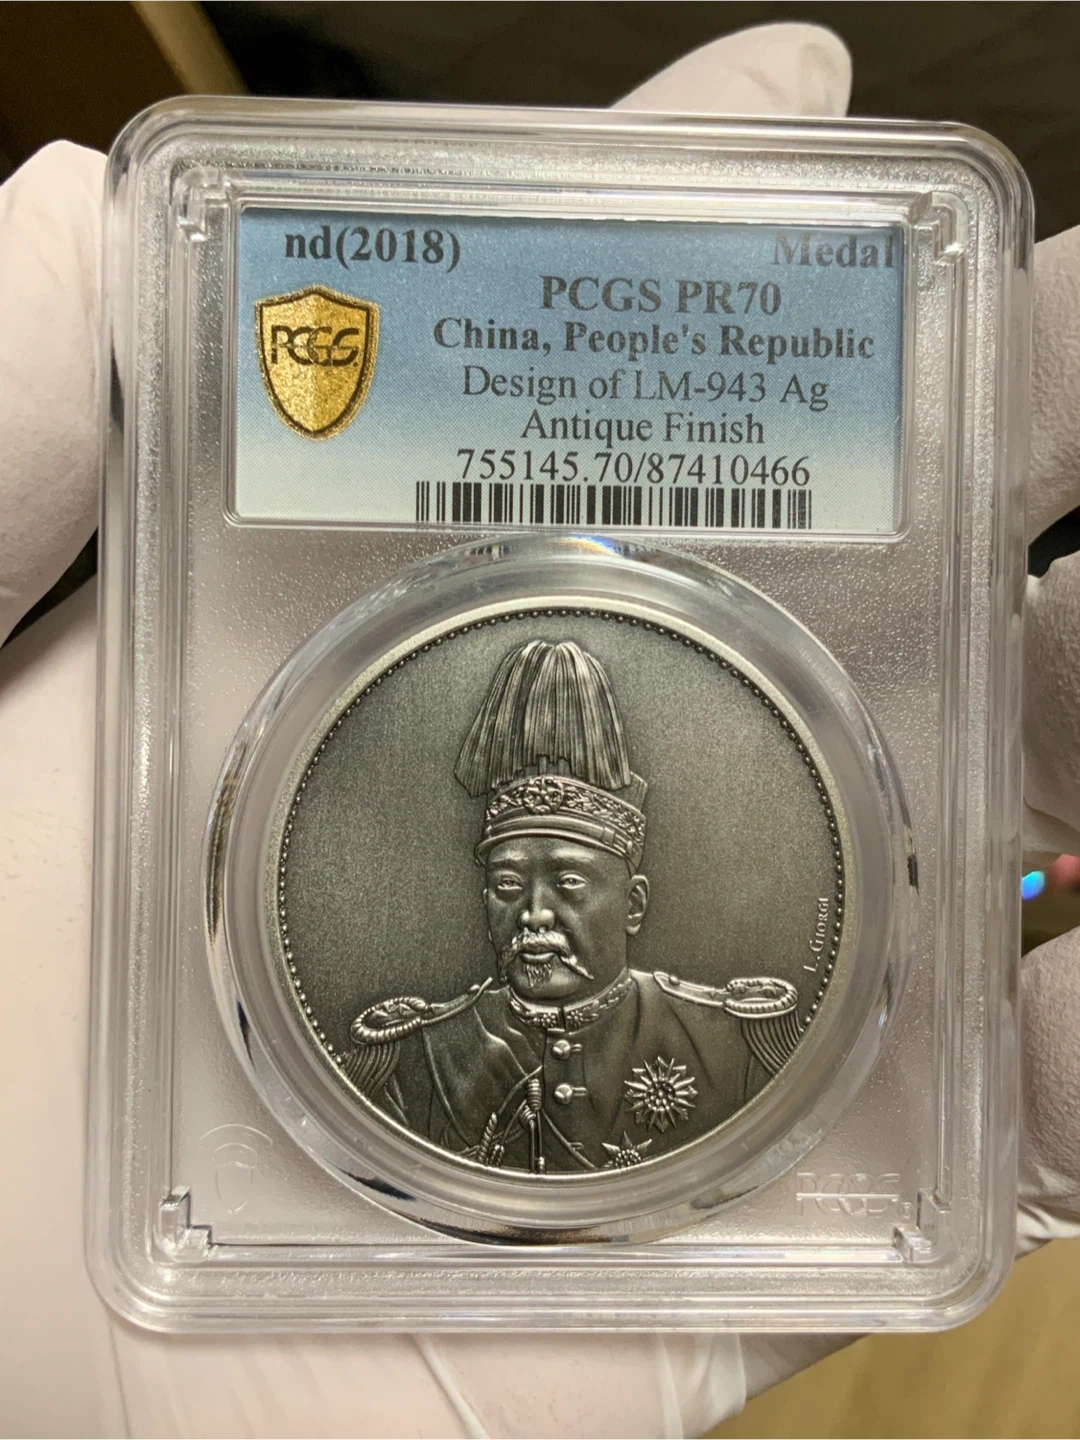 nd(2018) Medal
PCGS PR70
PCGS
China, People's Republic
Design of LM-943 Ag
Antique Finish
755145.70/87410466
L. GIORGI
PCGS